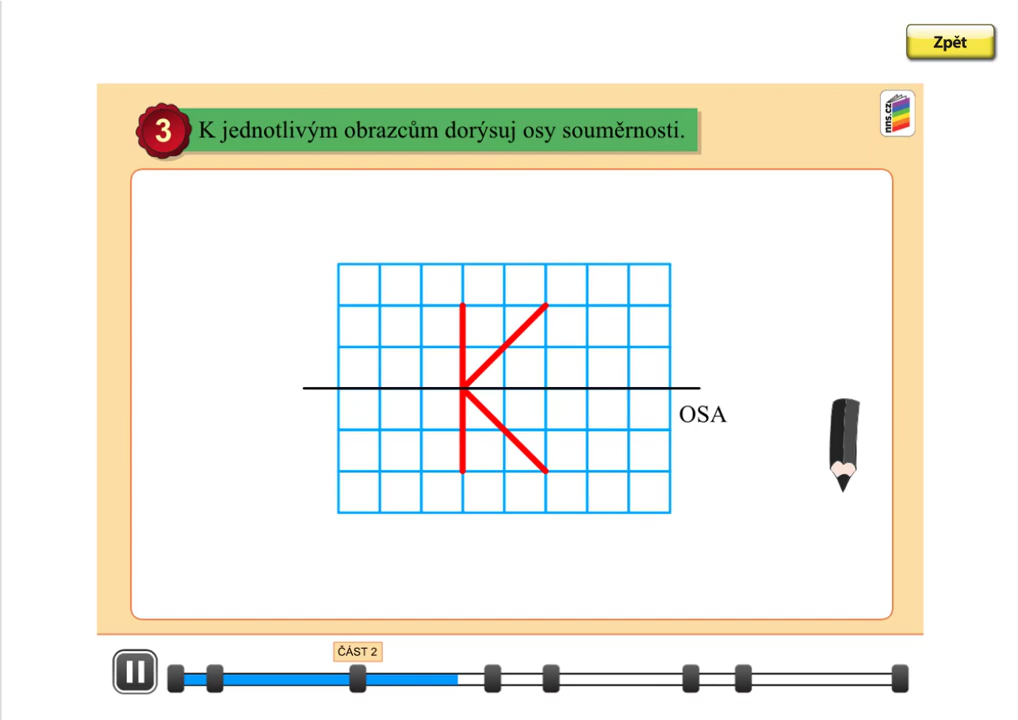 Zpět
3 K jednotlivým obrazcům dorýsuj osy souměrnosti.
nns.cz
OSA
ČÁST 2